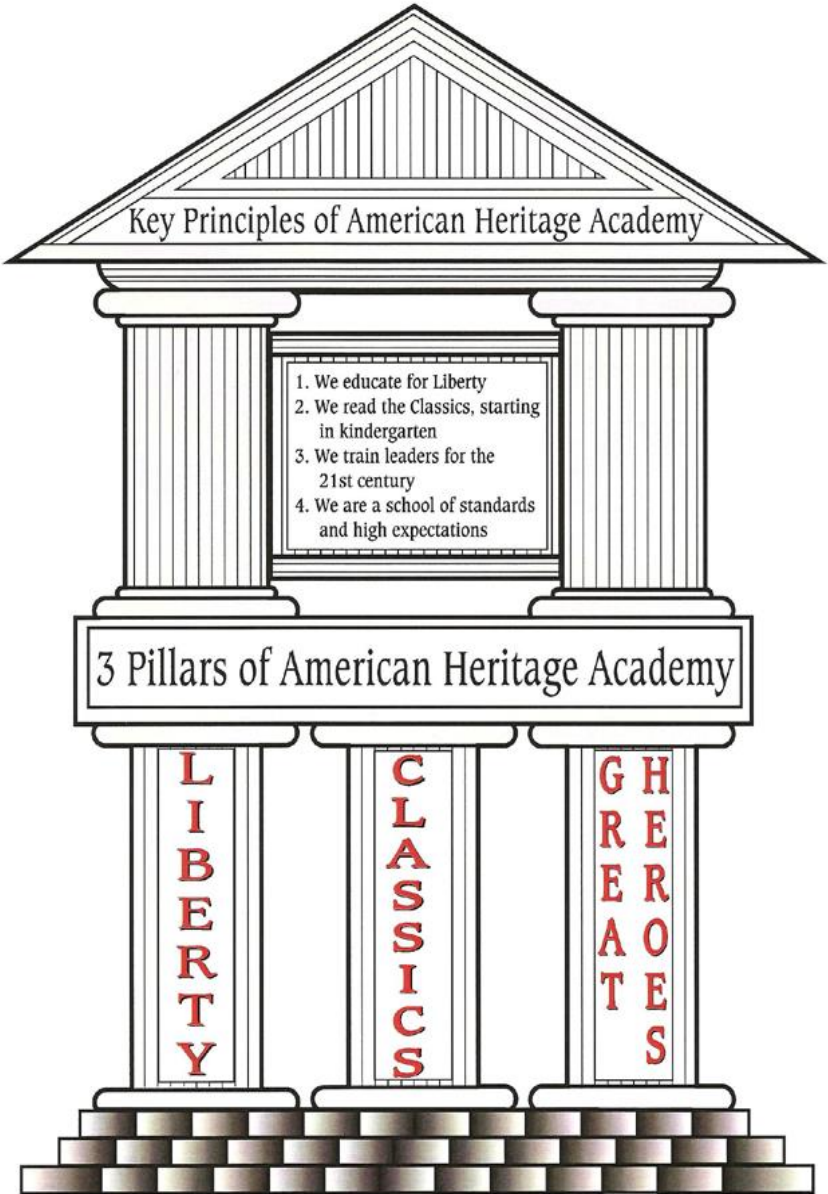 Key Principles of American Heritage Academy
1. We educate for Liberty
2. We read the Classics, starting
in kindergarten
3. We train leaders for the
21st century
4. We are a school of standards
and high expectations
3 Pillars of American Heritage Academy
LIBERTY
CLASSICS
GREAT
HEROES